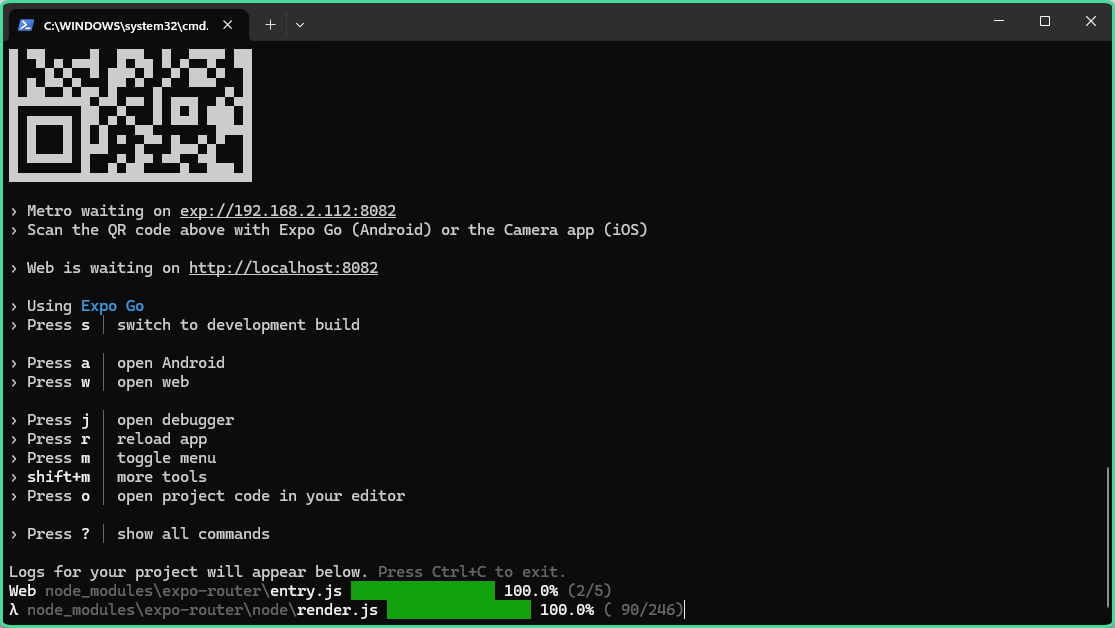 C:\WINDOWS\system32\cmd.
› Metro waiting on exp://192.168.2.112:8082
› Scan the QR code above with Expo Go (Android) or the Camera app (iOS)
› Web is waiting on http://localhost:8082
› Using Expo Go
› Press s │ switch to development build
› Press a │ open Android
› Press w │ open web
› Press j │ open debugger
› Press r │ reload app
› Press m │ toggle menu
› shift+m │ more tools
› Press o │ open project code in your editor
› Press ? │ show all commands
Logs for your project will appear below. Press Ctrl+C to exit.
Web node_modules\expo-router\entry.js 100.0% (2/5)
λ node_modules\expo-router\node\render.js 100.0% ( 90/246)